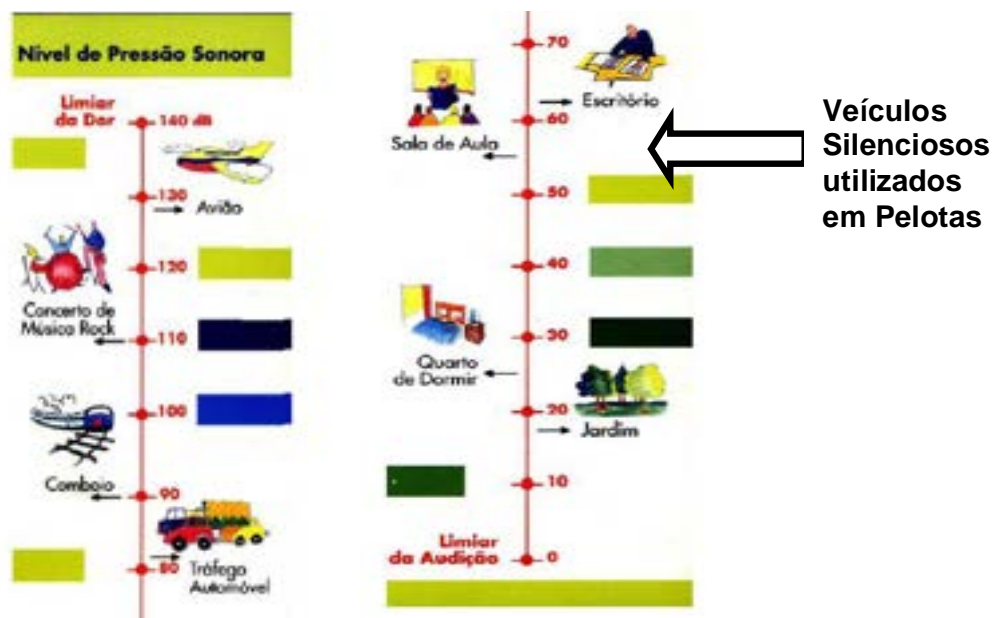 Nível de Pressão Sonora
Limiar
da Dor
140 dB
130
Avião
120
Concerto de
Música Rock
110
100
Comboio
90
80
Tráfego
Automóvel
70
Escritório
60
Sala de Aula
50
40
30
Quarto
de Dormir
20
Jardim
10
Limiar
da Audição
0
Veículos
Silenciosos
utilizados
em Pelotas